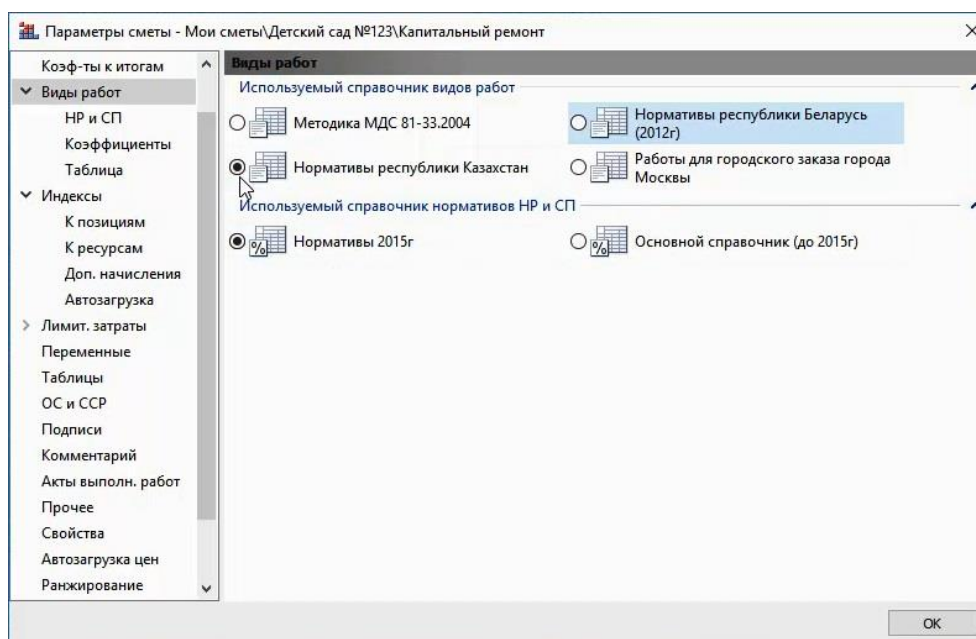 Параметры сметы - Мои сметы\Детский сад №123\Капитальный ремонт
Коэф-ты к итогам
Виды работ
НР и СП
Коэффициенты
Таблица
Индексы
К позициям
К ресурсам
Доп. начисления
Автозагрузка
Лимит. затраты
Переменные
Таблицы
ОС и ССР
Подписи
Комментарий
Акты выполн. работ
Прочее
Свойства
Автозагрузка цен
Ранжирование
Виды работ
Используемый справочник видов работ
Методика МДС 81-33.2004
Нормативы республики Беларусь
(2012г)
Нормативы республики Казахстан
Работы для городского заказа города
Москвы
Используемый справочник нормативов НР и СП
Нормативы 2015г
Основной справочник (до 2015г)
ОК